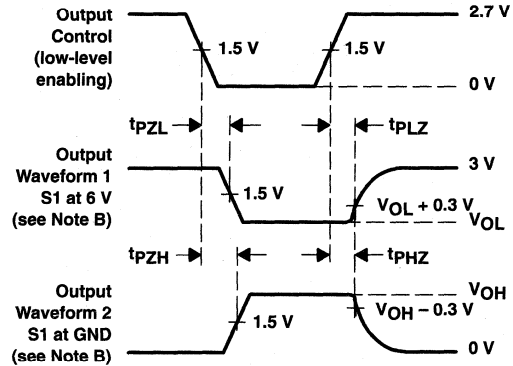 Output
Control
(low-level
enabling)
1.5 V
1.5 V
2.7 V
0 V
tPZL
tPLZ
Output
Waveform 1
S1 at 6 V
(see Note B)
1.5 V
3 V
VOL + 0.3 V
VOL
tPZH
tPHZ
Output
Waveform 2
S1 at GND
(see Note B)
1.5 V
VOH
VOH – 0.3 V
0 V